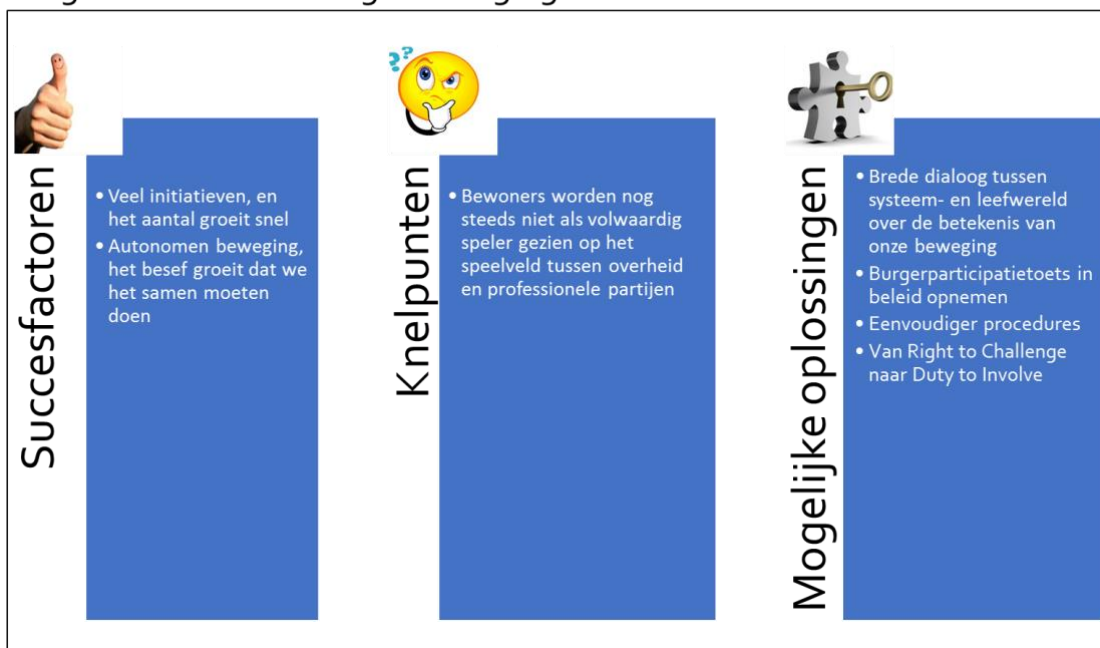 Succesfactoren
• Veel initiatieven, en
het aantal groeit snel
• Autonomen beweging,
het besef groeit dat we
het samen moeten
doen
??
Knelpunten
• Bewoners worden nog
steeds niet als volwaardig
speler gezien op het
speelveld tussen overheid
en professionele partijen
Mogelijke oplossingen
• Brede dialoog tussen
systeem- en leefwereld
over de betekenis van
onze beweging
• Burgerparticipatietoets in
beleid opnemen
• Eenvoudiger procedures
• Van Right to Challenge
naar Duty to Involve